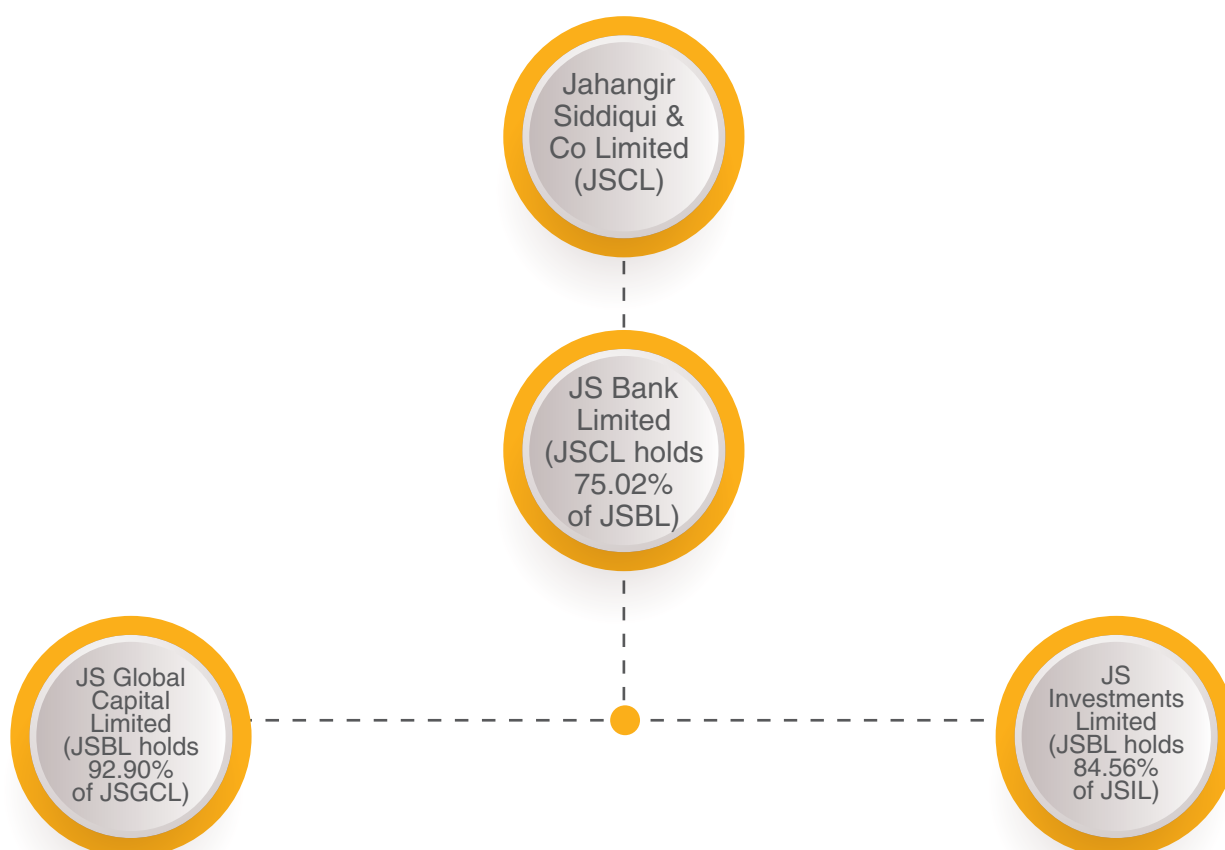 Jahangir
Siddiqui &
Co Limited
(JSCL)
JS Bank
Limited
(JSCL holds
75.02%
of JSBL)
JS Global
Capital
Limited
(JSBL holds
92.90%
of JSGCL)
JS
Investments
Limited
(JSBL holds
84.56%
of JSIL)